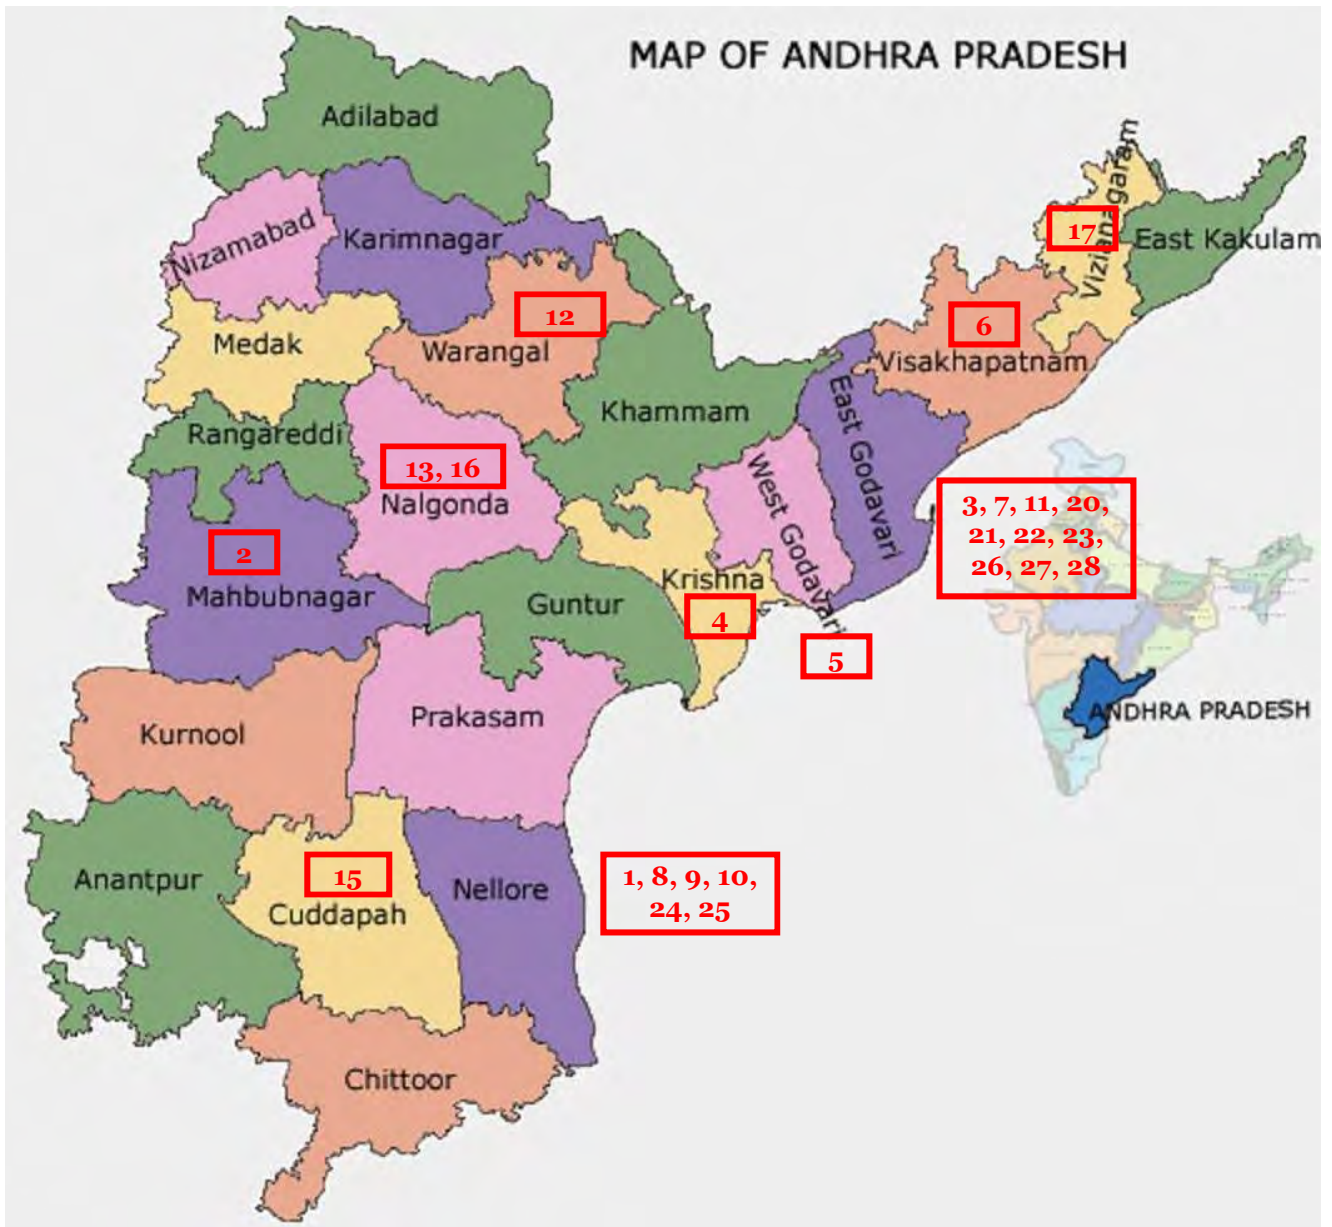 MAP OF ANDHRA PRADESH
Adilabad
Nizamabad
Karimnagar
Vizianagaram
17
East Kakulam
12
6
Medak
Warangal
Visakhapatnam
Rangareddi
Khammam
East Godavari
13, 16
Nalgonda
West Godavari
3, 7, 11, 20,
21, 22, 23,
26, 27, 28
2
Mahbubnagar
Guntur
Krishna
4
5
Kurnool
Prakasam
ANDHRA PRADESH
Anantpur
15
Cuddapah
Nellore
1, 8, 9, 10,
24, 25
Chittoor